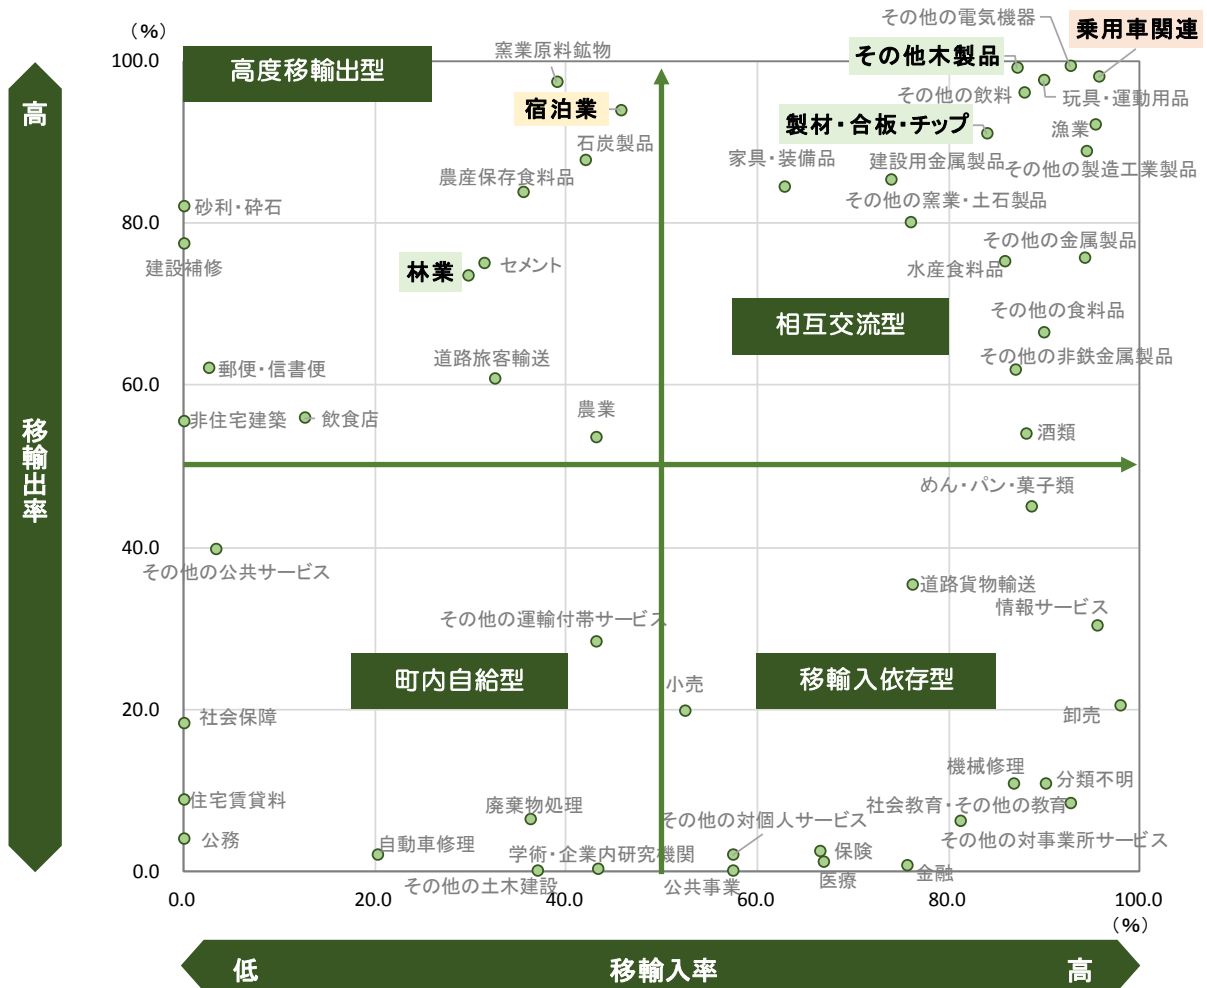 その他の電気機器
乗用車関連
（%）
窯業原料鉱物
その他木製品
100.0
高度移輸出型
高
その他の飲料
玩具・運動用品
宿泊業
製材・合板・チップ
漁業
石炭製品
家具・装備品
建設用金属製品
その他の製造工業製品
農産保存食料品
その他の窯業・土石製品
砂利・砕石
80.0
その他の金属製品
建設補修
林業
セメント
水産食料品
その他の食料品
相互交流型
道路旅客輸送
その他の非鉄金属製品
郵便・信書便
60.0
農業
非住宅建築
飲食店
酒類
移輸出率
めん・パン・菓子類
40.0
その他の公共サービス
道路貨物輸送
情報サービス
その他の運輸付帯サービス
町内自給型
移輸入依存型
小売
20.0
社会保障
卸売
機械修理
分類不明
住宅賃貸料
廃棄物処理
社会教育・その他の教育
その他の対個人サービス
公務
自動車修理
その他の対事業所サービス
学術・企業内研究機関
保険
0.0
その他の土木建設
公共事業
医療
金融
0.0
20.0
40.0
60.0
80.0
100.0
（%）
低
移輸入率
高